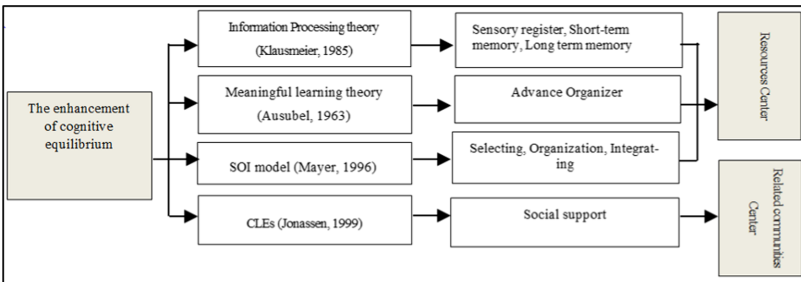 The enhancement
of cognitive
equilibrium
Information Processing theory
(Klausmeier, 1985)
Sensory register, Short-term
memory, Long term memory
Meaningful learning theory
(Ausubel, 1963)
Advance Organizer
SOI model (Mayer, 1996)
Selecting, Organization, Integrat-
ing
CLEs (Jonassen, 1999)
Social support
Resources Center
Related communities
Center